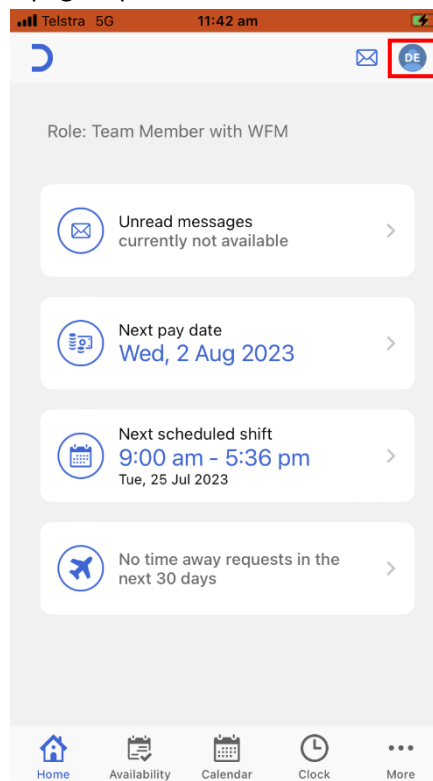 Telstra 5G 11:42 am
DE
Role: Team Member with WFM
Unread messages
currently not available
Next pay date
Wed, 2 Aug 2023
Next scheduled shift
9:00 am - 5:36 pm
Tue, 25 Jul 2023
No time away requests in the
next 30 days
Home Availability Calendar Clock More